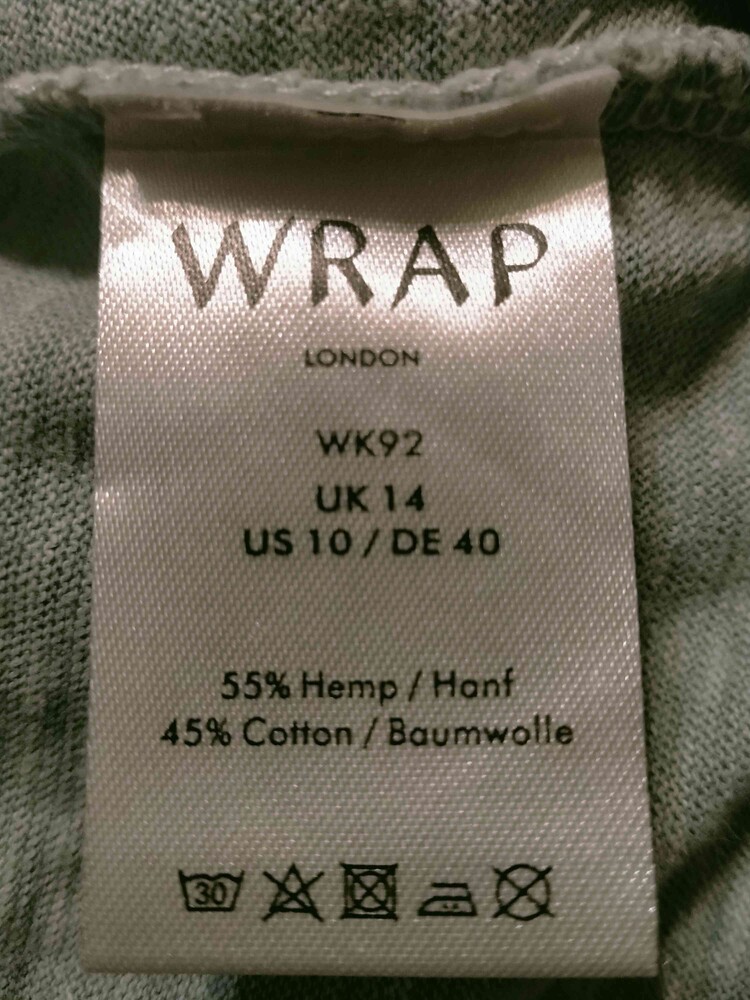 WRAP
LONDON
WK92
UK 14
US 10 / DE 40
55% Hemp / Hanf
45% Cotton / Baumwolle
30